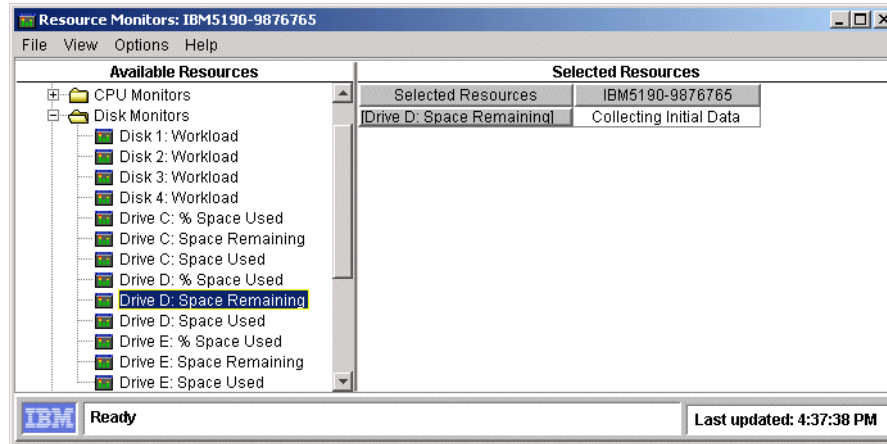 Resource Monitors: IBM5190-9876765
File View Options Help
Available Resources
CPU Monitors
Disk Monitors
Disk 1: Workload
Disk 2: Workload
Disk 3: Workload
Disk 4: Workload
Drive C: % Space Used
Drive C: Space Remaining
Drive C: Space Used
Drive D: % Space Used
Drive D: Space Remaining
Drive D: Space Used
Drive E: % Space Used
Drive E: Space Remaining
Drive E: Space Used
Selected Resources
Selected Resources IBM5190-9876765
[Drive D: Space Remaining] Collecting Initial Data
IBM Ready Last updated: 4:37:38 PM